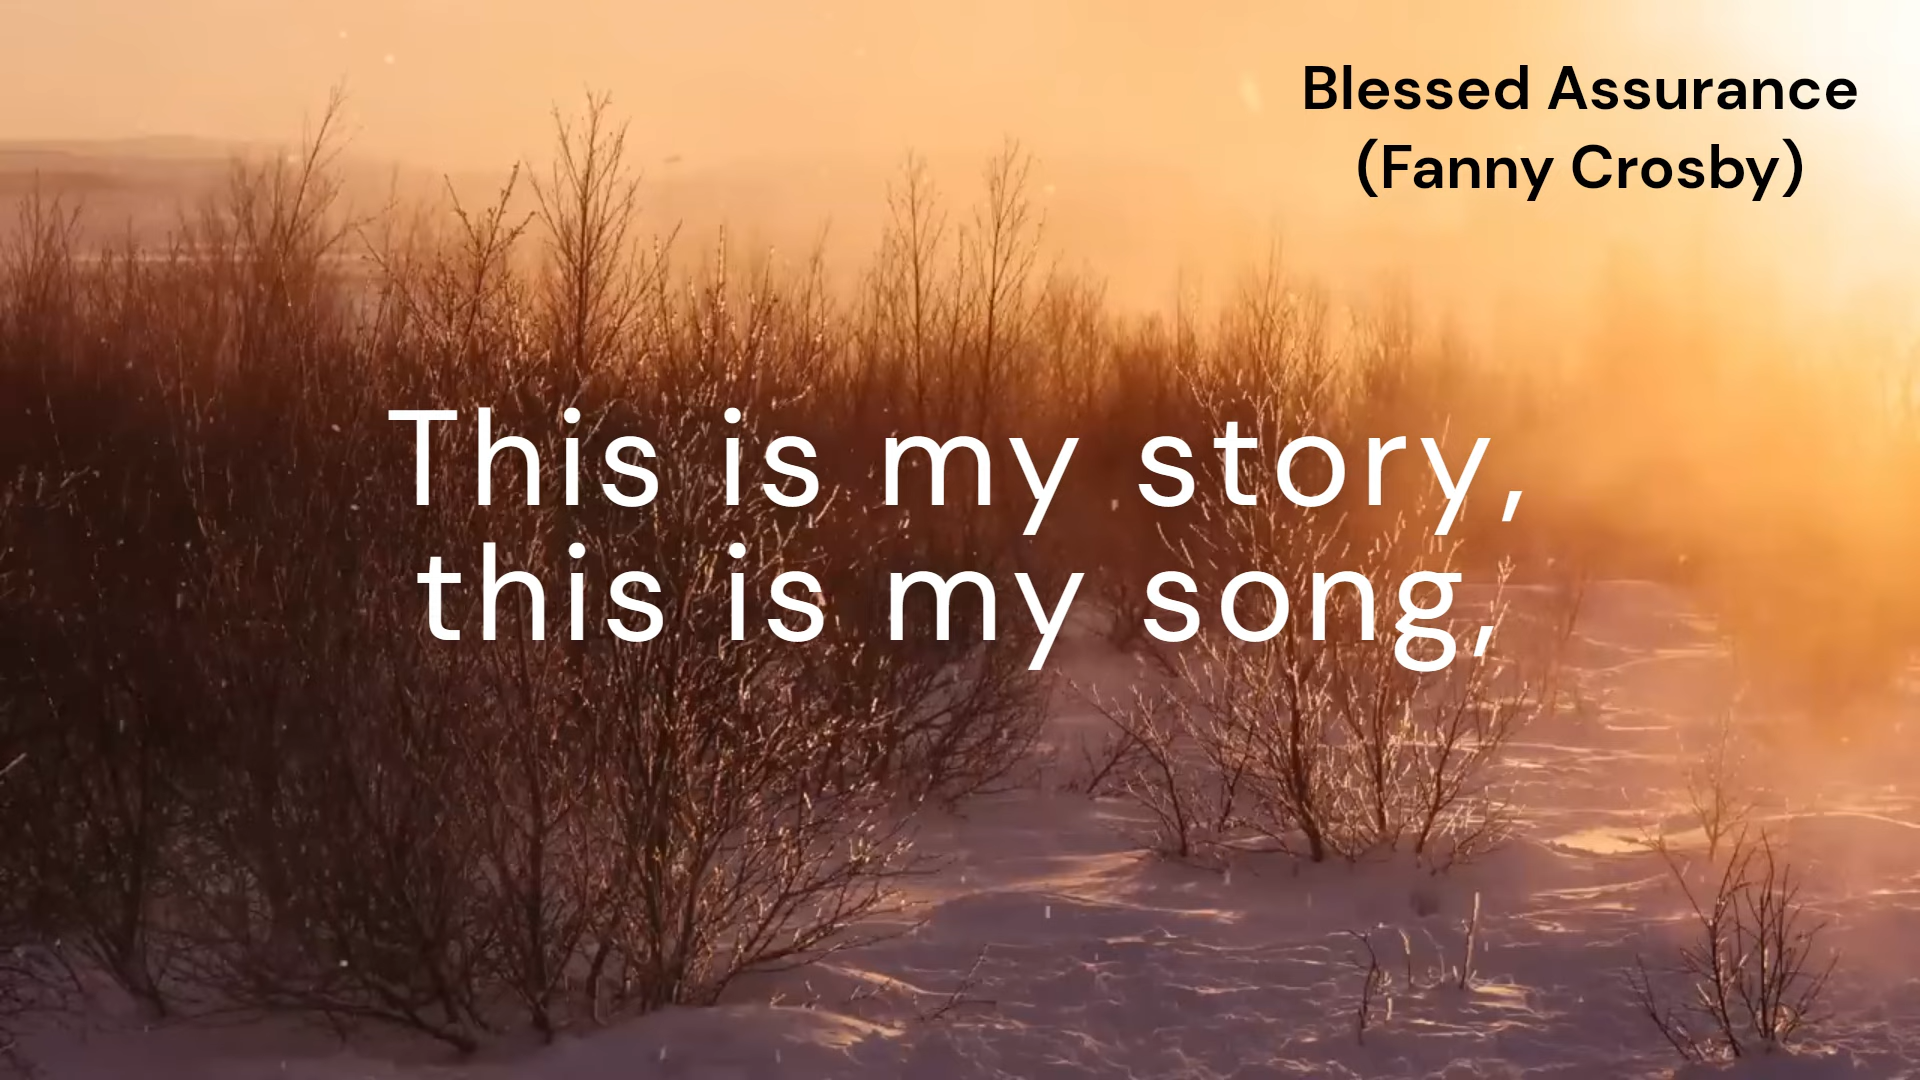 Blessed Assurance
(Fanny Crosby)
This is my story,
this is my song,